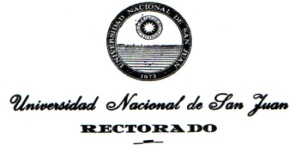 UNIVERSIDAD NACIONAL DE SAN JUAN
1973
Universidad Nacional de San Juan
RECTORADO